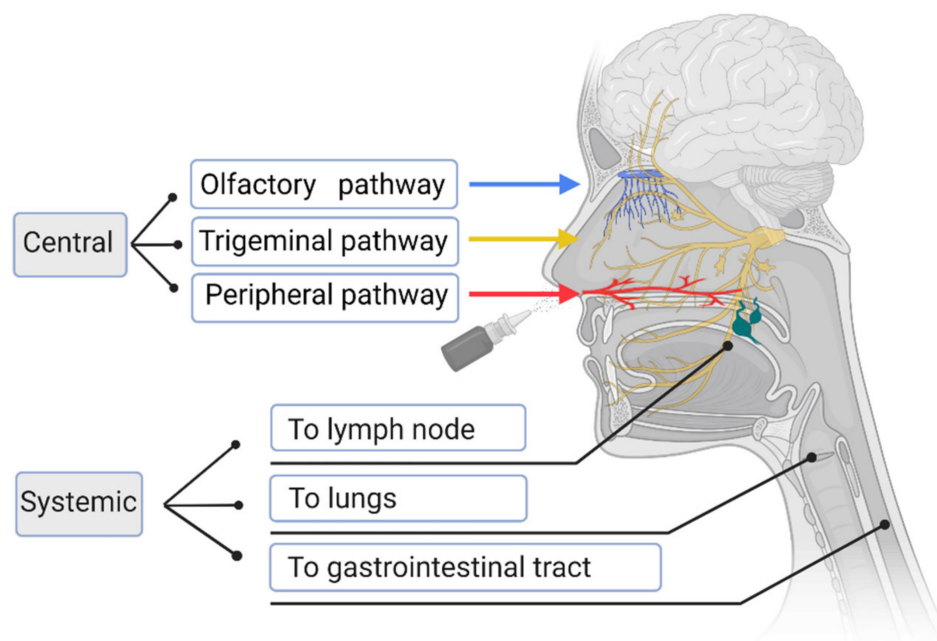 Olfactory pathway
Central
Trigeminal pathway
Peripheral pathway
To lymph node
Systemic
To lungs
To gastrointestinal tract